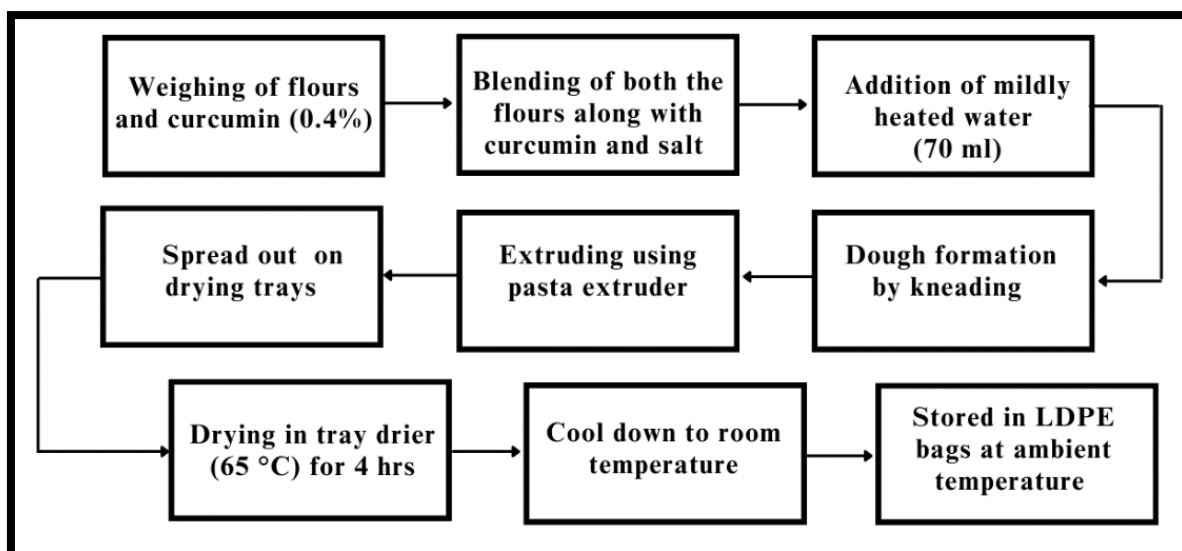 Weighing of flours
and curcumin (0.4%)
Blending of both the
flours along with
curcumin and salt
Addition of mildly
heated water
(70 ml)
Dough formation
by kneading
Extruding using
pasta extruder
Spread out on
drying trays
Drying in tray drier
(65 °C) for 4 hrs
Cool down to room
temperature
Stored in LDPE
bags at ambient
temperature